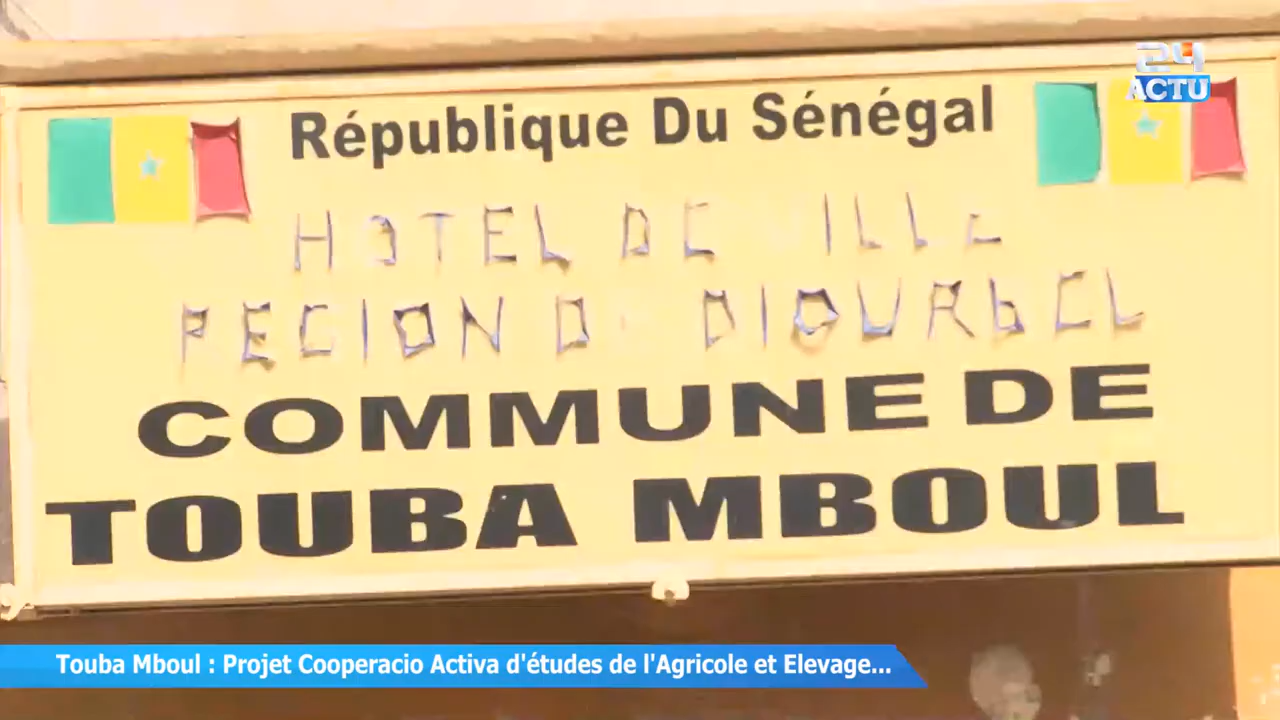 24
ACTU
République Du Sénégal
HOTEL DE VILLE
REGION DE DIOURbEL
COMMUNE DE
TOUBA MBOUL
Touba Mboul : Projet Cooperacio Activa d'études de l'Agricole et Elevage...